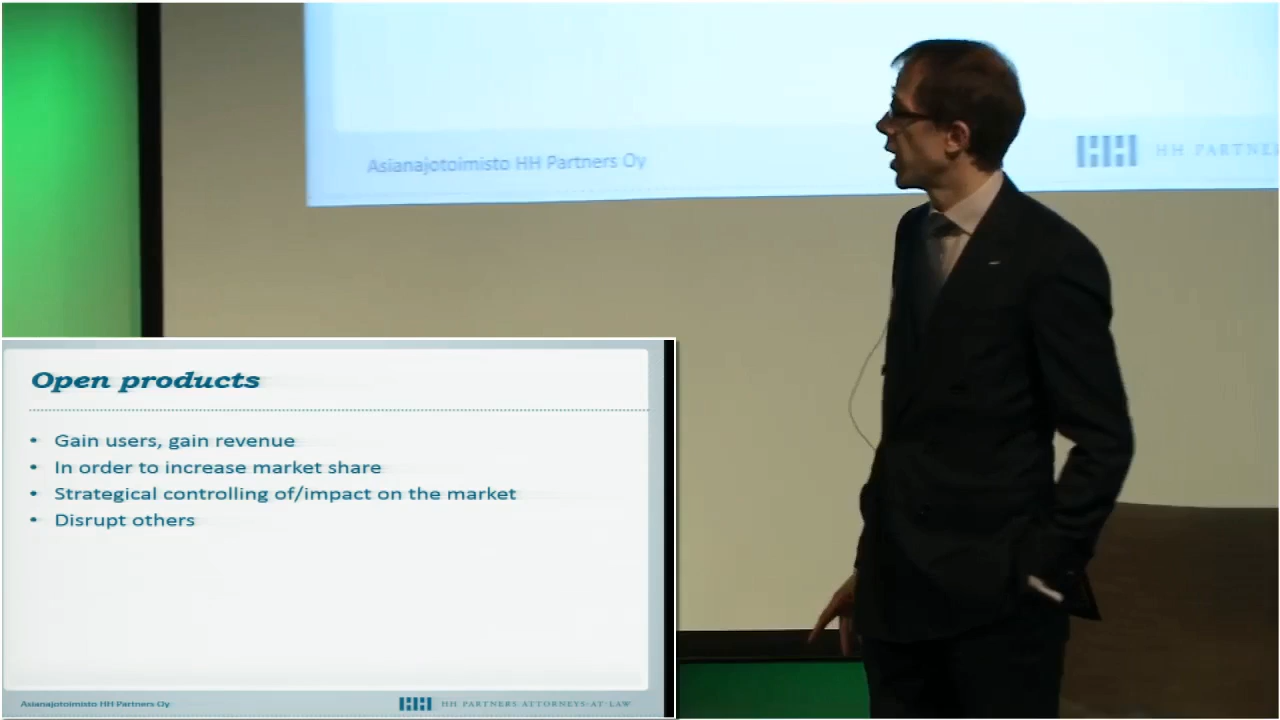 Asianajotoimisto HH Partners Oy
HH PARTNE
Open products
• Gain users, gain revenue
• In order to increase market share
• Strategical controlling of/impact on the market
• Disrupt others
Asianajotoimisto HH Partners Oy
HH PARTNERS ATTORNEYS-AT-LAW